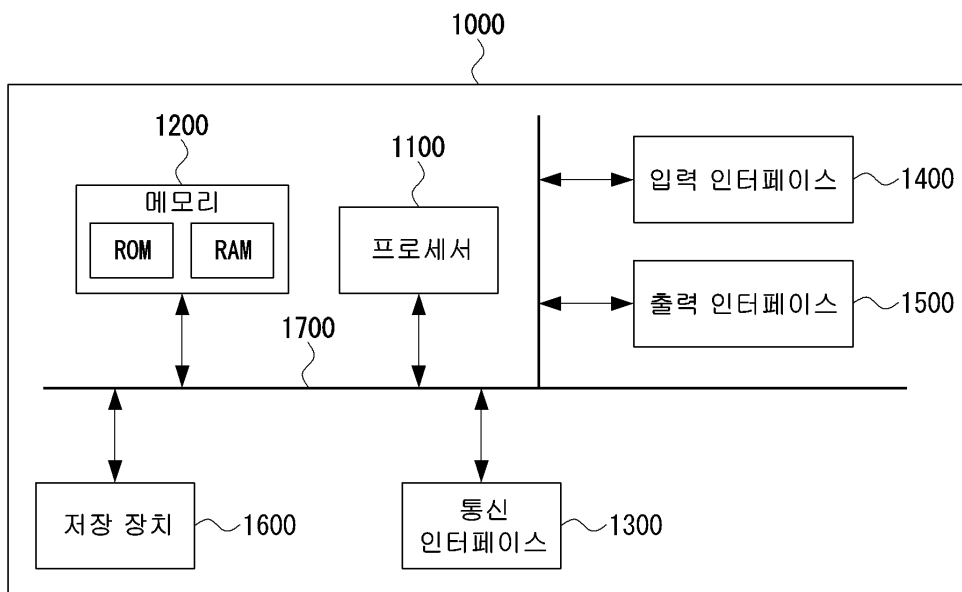 1000
1200
메모리
ROM
RAM
1100
프로세서
입력 인터페이스
1400
출력 인터페이스
1500
1700
저장 장치
1600
통신
인터페이스
1300